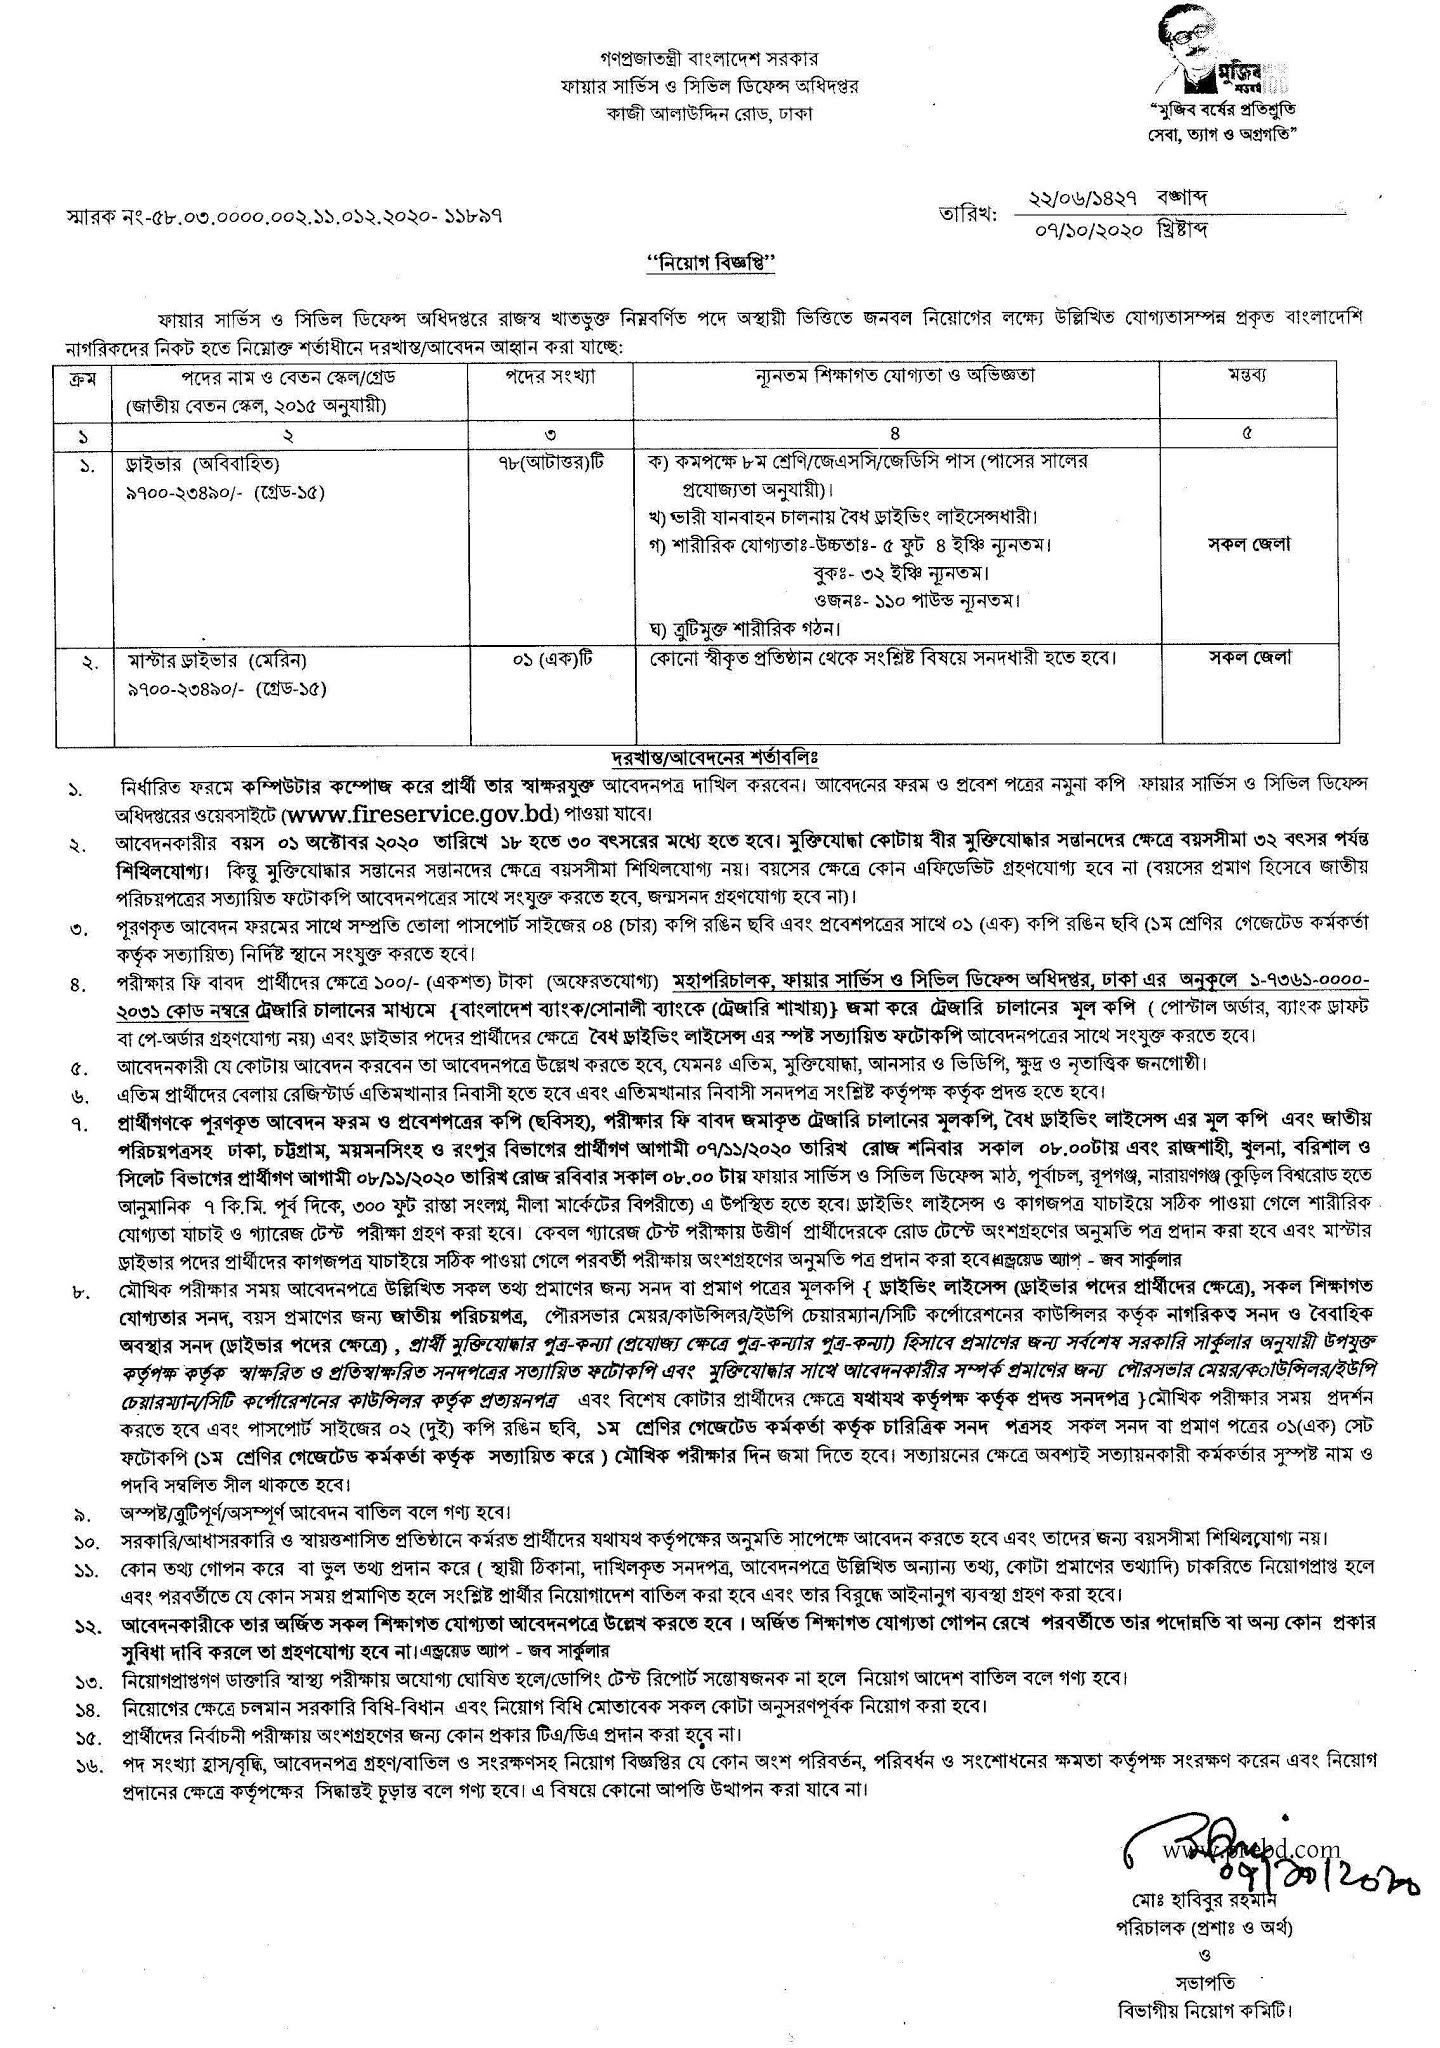 গণপ্রজাতন্ত্রী বাংলাদেশ সরকার
ফায়ার সার্ভিস ও সিভিল ডিফেন্স অধিদপ্তর
কাজী আলাউদ্দিন রোড, ঢাকা
মুজিব
শতবর্ষ 100
“মুজিব বর্ষের প্রতিশ্রুতি
সেবা, ত্যাগ ও অগ্রগতি”
স্মারক নং-৫৮.০৩.০০০০.০০২.১১.০১২.২০২০- ১১৮৯৭
তারিখ: ২২/০৬/১৪২৭ বঙ্গাব্দ
০৭/১০/২০২০ খ্রিষ্টাব্দ
“নিয়োগ বিজ্ঞপ্তি”
ফায়ার সার্ভিস ও সিভিল ডিফেন্স অধিদপ্তরে রাজস্ব খাতভুক্ত নিম্নবর্ণিত পদে অস্থায়ী ভিত্তিতে জনবল নিয়োগের লক্ষ্যে উল্লিখিত যোগ্যতাসম্পন্ন প্রকৃত বাংলাদেশি
নাগরিকদের নিকট হতে নিম্নোক্ত শর্তাধীনে দরখাস্ত/আবেদন আহ্বান করা যাচ্ছে:
ক্রম পদের নাম ও বেতন স্কেল/গ্রেড পদের সংখ্যা ন্যূনতম শিক্ষাগত যোগ্যতা ও অভিজ্ঞতা মন্তব্য
(জাতীয় বেতন স্কেল, ২০১৫ অনুযায়ী)
১ ২ ৩ ৪ ৫
১. ড্রাইভার (অবিবাহিত) ৭৮(আটাত্তর)টি ক) কমপক্ষে ৮ম শ্রেণি/জেএসসি/জেডিসি পাস (পাসের সালের
৯৭০০-২৩৪৯০/- (গ্রেড-১৫) প্রযোজ্যতা অনুযায়ী)।
খ) ভারী যানবাহন চালনায় বৈধ ড্রাইভিং লাইসেন্সধারী।
গ) শারীরিক যোগ্যতাঃ-উচ্চতাঃ- ৫ ফুট ৪ ইঞ্চি ন্যূনতম। সকল জেলা
বুকঃ- ৩২ ইঞ্চি ন্যূনতম।
ওজনঃ- ১১০ পাউন্ড ন্যূনতম।
ঘ) ত্রুটিমুক্ত শারীরিক গঠন।
২. মাস্টার ড্রাইভার (মেরিন) ০১ (এক)টি কোনো স্বীকৃত প্রতিষ্ঠান থেকে সংশ্লিষ্ট বিষয়ে সনদধারী হতে হবে। সকল জেলা
৯৭০০-২৩৪৯০/- (গ্রেড-১৫)
দরখাস্ত/আবেদনের শর্তাবলিঃ
১. নির্ধারিত ফরমে কম্পিউটার কম্পোজ করে প্রার্থী তার স্বাক্ষরযুক্ত আবেদনপত্র দাখিল করবেন। আবেদনের ফরম ও প্রবেশ পত্রের নমুনা কপি ফায়ার সার্ভিস ও সিভিল ডিফেন্স
অধিদপ্তরের ওয়েবসাইটে (www.fireservice.gov.bd) পাওয়া যাবে।
২. আবেদনকারীর বয়স ০১ অক্টোবর ২০২০ তারিখে ১৮ হতে ৩০ বৎসরের মধ্যে হতে হবে। মুক্তিযোদ্ধা কোটায় বীর মুক্তিযোদ্ধার সন্তানদের ক্ষেত্রে বয়সসীমা ৩২ বৎসর পর্যন্ত
শিথিলযোগ্য। কিন্তু মুক্তিযোদ্ধার সন্তানের সন্তানদের ক্ষেত্রে বয়সসীমা শিথিলযোগ্য নয়। বয়সের ক্ষেত্রে কোন এফিডেভিট গ্রহণযোগ্য হবে না (বয়সের প্রমাণ হিসেবে জাতীয়
পরিচয়পত্রের সত্যায়িত ফটোকপি আবেদনপত্রের সাথে সংযুক্ত করতে হবে, জন্মসনদ গ্রহণযোগ্য হবে না)।
৩. পূরণকৃত আবেদন ফরমের সাথে সম্প্রতি তোলা পাসপোর্ট সাইজের ০৪ (চার) কপি রঙিন ছবি এবং প্রবেশপত্রের সাথে ০১ (এক) কপি রঙিন ছবি (১ম শ্রেণির গেজেটেড কর্মকর্তা
কর্তৃক সত্যায়িত) নির্দিষ্ট স্থানে সংযুক্ত করতে হবে।
৪. পরীক্ষার ফি বাবদ প্রার্থীদের ক্ষেত্রে ১০০/- (একশত) টাকা (অফেরতযোগ্য) মহাপরিচালক, ফায়ার সার্ভিস ও সিভিল ডিফেন্স অধিদপ্তর, ঢাকা এর অনুকূলে ১-৭৩৬১-০০০০-
২০৩১ কোড নম্বরে ট্রেজারি চালানের মাধ্যমে {বাংলাদেশ ব্যাংক/সোনালী ব্যাংকে (ট্রেজারি শাখায়)} জমা করে ট্রেজারি চালানের মূল কপি ( পোস্টাল অর্ডার, ব্যাংক ড্রাফট
বা পে-অর্ডার গ্রহণযোগ্য নয়) এবং ড্রাইভার পদের প্রার্থীদের ক্ষেত্রে বৈধ ড্রাইভিং লাইসেন্স এর স্পষ্ট সত্যায়িত ফটোকপি আবেদনপত্রের সাথে সংযুক্ত করতে হবে।
৫. আবেদনকারী যে কোটায় আবেদন করবেন তা আবেদনপত্রে উল্লেখ করতে হবে, যেমনঃ এতিম, মুক্তিযোদ্ধা, আনসার ও ভিডিপি, ক্ষুদ্র ও নৃতাত্ত্বিক জনগোষ্ঠী।
৬. এতিম প্রার্থীদের বেলায় রেজিস্টার্ড এতিমখানার নিবাসী হতে হবে এবং এতিমখানার নিবাসী সনদপত্র সংশ্লিষ্ট কর্তৃপক্ষ কর্তৃক প্রদত্ত হতে হবে।
৭. প্রার্থীগণকে পূরণকৃত আবেদন ফরম ও প্রবেশপত্রের কপি (ছবিসহ), পরীক্ষার ফি বাবদ জমাকৃত ট্রেজারি চালানের মূলকপি, বৈধ ড্রাইভিং লাইসেন্স এর মূল কপি এবং জাতীয়
পরিচয়পত্রসহ ঢাকা, চট্টগ্রাম, ময়মনসিংহ ও রংপুর বিভাগের প্রার্থীগণ আগামী ০৭/১১/২০২০ তারিখ রোজ শনিবার সকাল ০৮.০০টায় এবং রাজশাহী, খুলনা, বরিশাল ও
সিলেট বিভাগের প্রার্থীগণ আগামী ০৮/১১/২০২০ তারিখ রোজ রবিবার সকাল ০৮.০০ টায় ফায়ার সার্ভিস ও সিভিল ডিফেন্স মাঠ, পূর্বাচল, রূপগঞ্জ, নারায়ণগঞ্জ (কুড়িল বিশ্বরোড হতে
আনুমানিক ৭ কি.মি. পূর্ব দিকে, ৩০০ ফুট রাস্তা সংলগ্ন, নীলা মার্কেটের বিপরীতে) এ উপস্থিত হতে হবে। ড্রাইভিং লাইসেন্স ও কাগজপত্র যাচাইয়ে সঠিক পাওয়া গেলে শারীরিক
যোগ্যতা যাচাই ও গ্যারেজ টেস্ট পরীক্ষা গ্রহণ করা হবে। কেবল গ্যারেজ টেস্ট পরীক্ষায় উত্তীর্ণ প্রার্থীদেরকে রোড টেস্টে অংশগ্রহণের অনুমতি পত্র প্রদান করা হবে এবং মাস্টার
ড্রাইভার পদের প্রার্থীদের কাগজপত্র যাচাইয়ে সঠিক পাওয়া গেলে পরবর্তী পরীক্ষায় অংশগ্রহণের অনুমতি পত্র প্রদান করা হবে।এন্ড্রয়েড অ্যাপ - জব সার্কুলার
৮. মৌখিক পরীক্ষার সময় আবেদনপত্রে উল্লিখিত সকল তথ্য প্রমাণের জন্য সনদ বা প্রমাণ পত্রের মূলকপি { ড্রাইভিং লাইসেন্স (ড্রাইভার পদের প্রার্থীদের ক্ষেত্রে), সকল শিক্ষাগত
যোগ্যতার সনদ, বয়স প্রমাণের জন্য জাতীয় পরিচয়পত্র, পৌরসভার মেয়র/কাউন্সিলর/ইউপি চেয়ারম্যান/সিটি কর্পোরেশনের কাউন্সিলর কর্তৃক নাগরিকত্ব সনদ ও বৈবাহিক
অবস্থার সনদ (ড্রাইভার পদের ক্ষেত্রে) , প্রার্থী মুক্তিযোদ্ধার পুত্র-কন্যা (প্রযোজ্য ক্ষেত্রে পুত্র-কন্যার পুত্র-কন্যা) হিসাবে প্রমাণের জন্য সর্বশেষ সরকারি সার্কুলার অনুযায়ী উপযুক্ত
কর্তৃপক্ষ কর্তৃক স্বাক্ষরিত ও প্রতিস্বাক্ষরিত সনদপত্রের সত্যায়িত ফটোকপি এবং মুক্তিযোদ্ধার সাথে আবেদনকারীর সম্পর্ক প্রমাণের জন্য পৌরসভার মেয়র/কাউন্সিলর/ইউপি
চেয়ারম্যান/সিটি কর্পোরেশনের কাউন্সিলর কর্তৃক প্রত্যয়নপত্র এবং বিশেষ কোটার প্রার্থীদের ক্ষেত্রে যথাযথ কর্তৃপক্ষ কর্তৃক প্রদত্ত সনদপত্র }মৌখিক পরীক্ষার সময় প্রদর্শন
করতে হবে এবং পাসপোর্ট সাইজের ০২ (দুই) কপি রঙিন ছবি, ১ম শ্রেণির গেজেটেড কর্মকর্তা কর্তৃক চারিত্রিক সনদ পত্রসহ সকল সনদ বা প্রমাণ পত্রের ০১(এক) সেট
ফটোকপি (১ম শ্রেণির গেজেটেড কর্মকর্তা কর্তৃক সত্যায়িত করে ) মৌখিক পরীক্ষার দিন জমা দিতে হবে। সত্যায়নের ক্ষেত্রে অবশ্যই সত্যায়নকারী কর্মকর্তার সুস্পষ্ট নাম ও
পদবি সম্বলিত সীল থাকতে হবে।
৯. অস্পষ্ট/ত্রুটিপূর্ণ/অসম্পূর্ণ আবেদন বাতিল বলে গণ্য হবে।
১০. সরকারি/আধাসরকারি ও স্বায়ত্তশাসিত প্রতিষ্ঠানে কর্মরত প্রার্থীদের যথাযথ কর্তৃপক্ষের অনুমতি সাপেক্ষে আবেদন করতে হবে এবং তাদের জন্য বয়সসীমা শিথিলযোগ্য নয়।
১১. কোন তথ্য গোপন করে বা ভুল তথ্য প্রদান করে ( স্থায়ী ঠিকানা, দাখিলকৃত সনদপত্র, আবেদনপত্রে উল্লিখিত অন্যান্য তথ্য, কোটা প্রমাণের তথ্যাদি) চাকরিতে নিয়োগপ্রাপ্ত হলে
এবং পরবর্তীতে যে কোন সময় প্রমাণিত হলে সংশ্লিষ্ট প্রার্থীর নিয়োগাদেশ বাতিল করা হবে এবং তার বিরুদ্ধে আইনানুগ ব্যবস্থা গ্রহণ করা হবে।
১২. আবেদনকারীকে তার অর্জিত সকল শিক্ষাগত যোগ্যতা আবেদনপত্রে উল্লেখ করতে হবে । অর্জিত শিক্ষাগত যোগ্যতা গোপন রেখে পরবর্তীতে তার পদোন্নতি বা অন্য কোন প্রকার
সুবিধা দাবি করলে তা গ্রহণযোগ্য হবে না।এন্ড্রয়েড অ্যাপ - জব সার্কুলার
১৩. নিয়োগপ্রাপ্তগণ ডাক্তারি স্বাস্থ্য পরীক্ষায় অযোগ্য ঘোষিত হলে/ডোপিং টেস্ট রিপোর্ট সন্তোষজনক না হলে নিয়োগ আদেশ বাতিল বলে গণ্য হবে।
১৪. নিয়োগের ক্ষেত্রে চলমান সরকারি বিধি-বিধান এবং নিয়োগ বিধি মোতাবেক সকল কোটা অনুসরণপূর্বক নিয়োগ করা হবে।
১৫. প্রার্থীদের নির্বাচনী পরীক্ষায় অংশগ্রহণের জন্য কোন প্রকার টিএ/ডিএ প্রদান করা হবে না।
১৬. পদ সংখ্যা হ্রাস/বৃদ্ধি, আবেদনপত্র গ্রহণ/বাতিল ও সংরক্ষণসহ নিয়োগ বিজ্ঞপ্তির যে কোন অংশ পরিবর্তন, পরিবর্ধন ও সংশোধনের ক্ষমতা কর্তৃপক্ষ সংরক্ষণ করেন এবং নিয়োগ
প্রদানের ক্ষেত্রে কর্তৃপক্ষের সিদ্ধান্তই চূড়ান্ত বলে গণ্য হবে। এ বিষয়ে কোনো আপত্তি উত্থাপন করা যাবে না।
০৭/১০/২০২০
মোঃ হাবিবুর রহমান
পরিচালক (প্রশাঃ ও অর্থ)
ও
সভাপতি
বিভাগীয় নিয়োগ কমিটি।